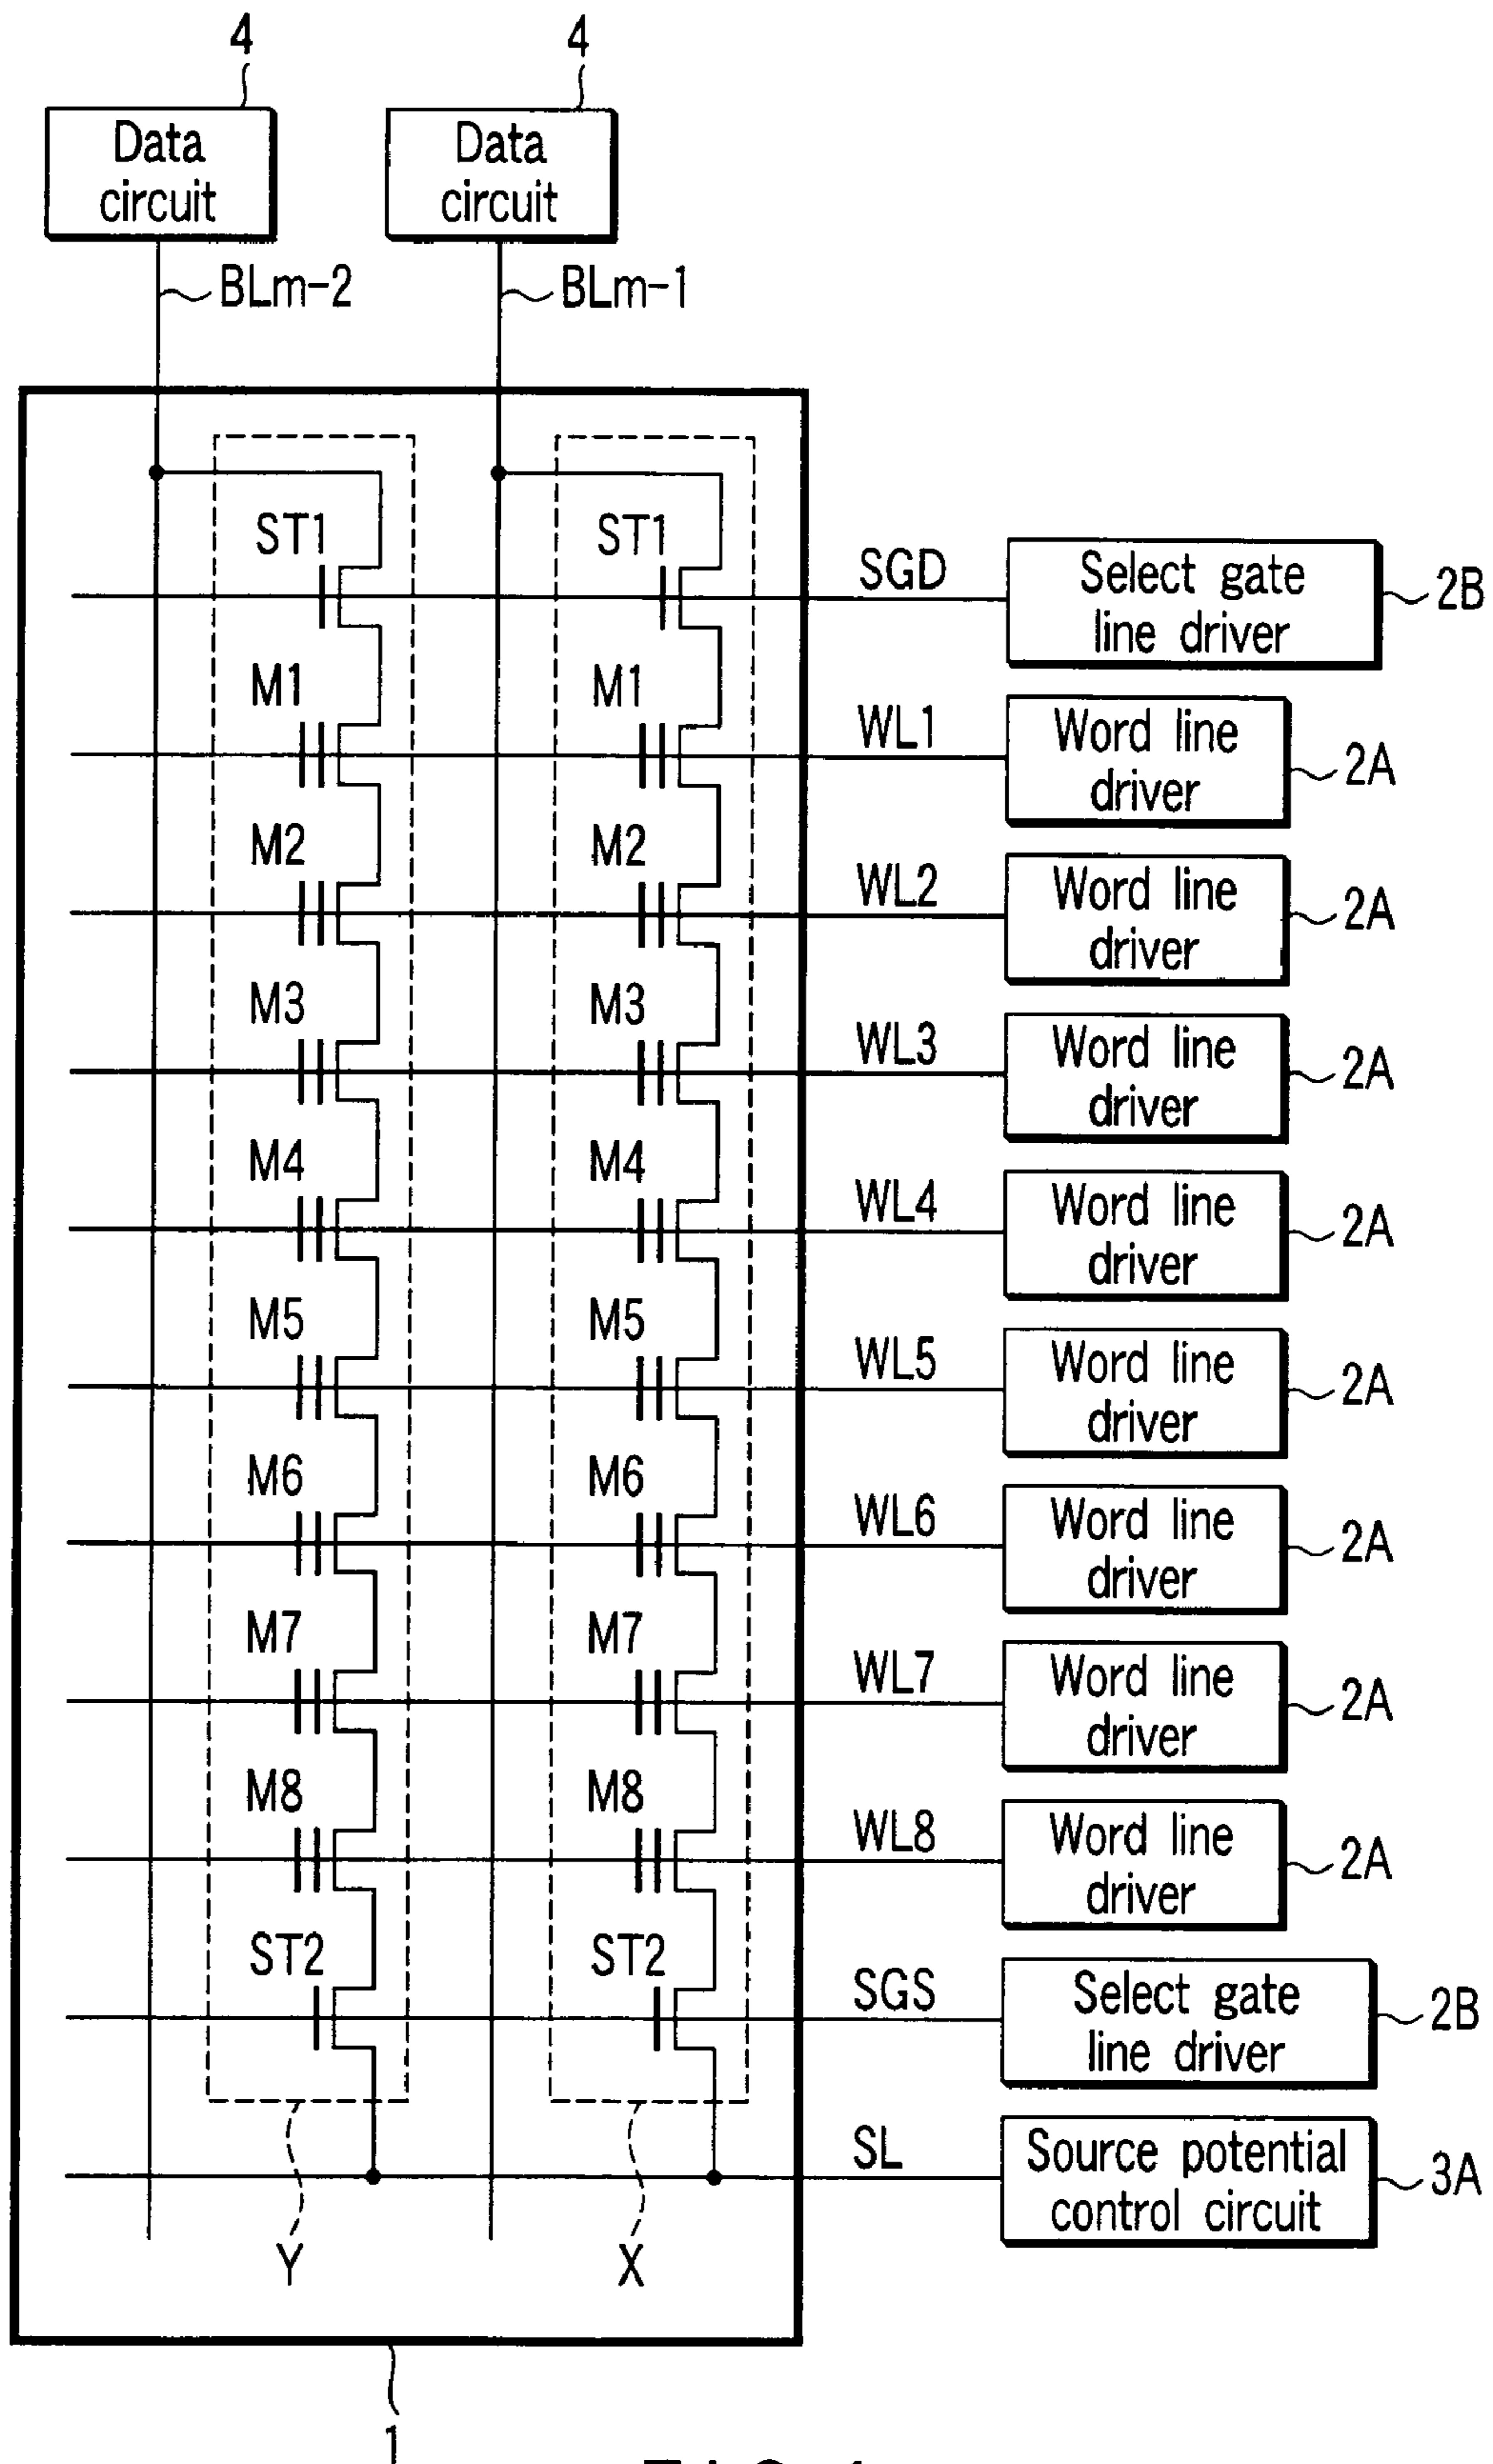 4 4
Data circuit Data circuit
BLm-2 BLm-1
ST1 ST1 SGD Select gate line driver 2B
M1 M1 WL1 Word line driver 2A
M2 M2 WL2 Word line driver 2A
M3 M3 WL3 Word line driver 2A
M4 M4 WL4 Word line driver 2A
M5 M5 WL5 Word line driver 2A
M6 M6 WL6 Word line driver 2A
M7 M7 WL7 Word line driver 2A
M8 M8 WL8 Word line driver 2A
ST2 ST2 SGS Select gate line driver 2B
SL Source potential control circuit 3A
Y X
1